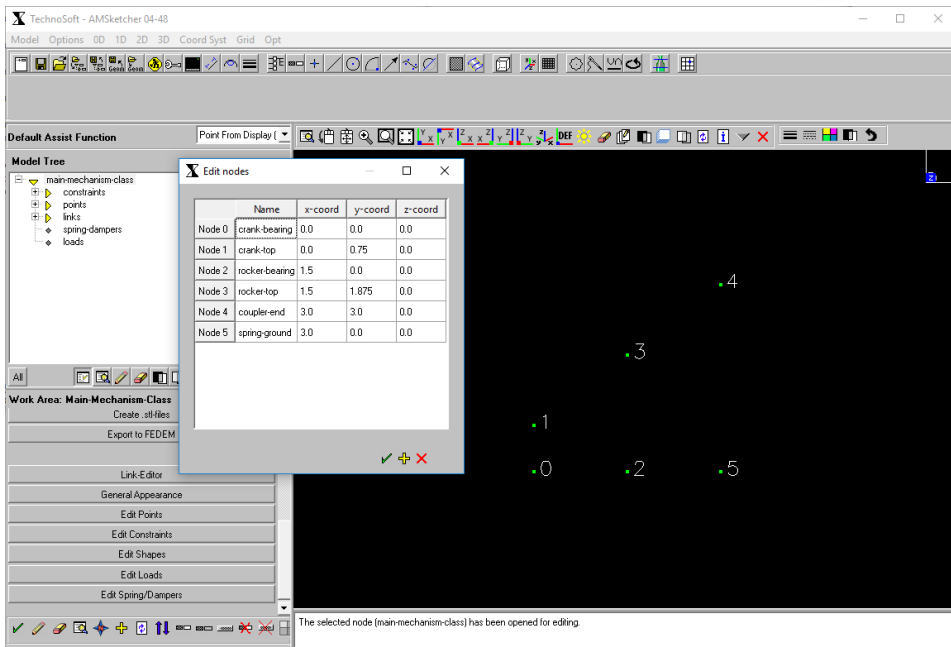 TechnoSoft - AMSketcher 04-48
Model Options 0D 1D 2D 3D Coord Syst Grid Opt
Default Assist Function
Point From Display (
DEF
Model Tree
main-mechanism-class
constraints
points
links
spring-dampers
loads
All
Work Area: Main-Mechanism-Class
Create .stl-files
Export to FEDEM
Link-Editor
General Appearance
Edit Points
Edit Constraints
Edit Shapes
Edit Loads
Edit Spring/Dampers
Edit nodes
Name x-coord y-coord z-coord
Node 0 crank-bearing 0.0 0.0 0.0
Node 1 crank-top 0.0 0.75 0.0
Node 2 rocker-bearing 1.5 0.0 0.0
Node 3 rocker-top 1.5 1.875 0.0
Node 4 coupler-end 3.0 3.0 0.0
Node 5 spring-ground 3.0 0.0 0.0
4
3
1
0 2 5
The selected node (main-mechanism-class) has been opened for editing.